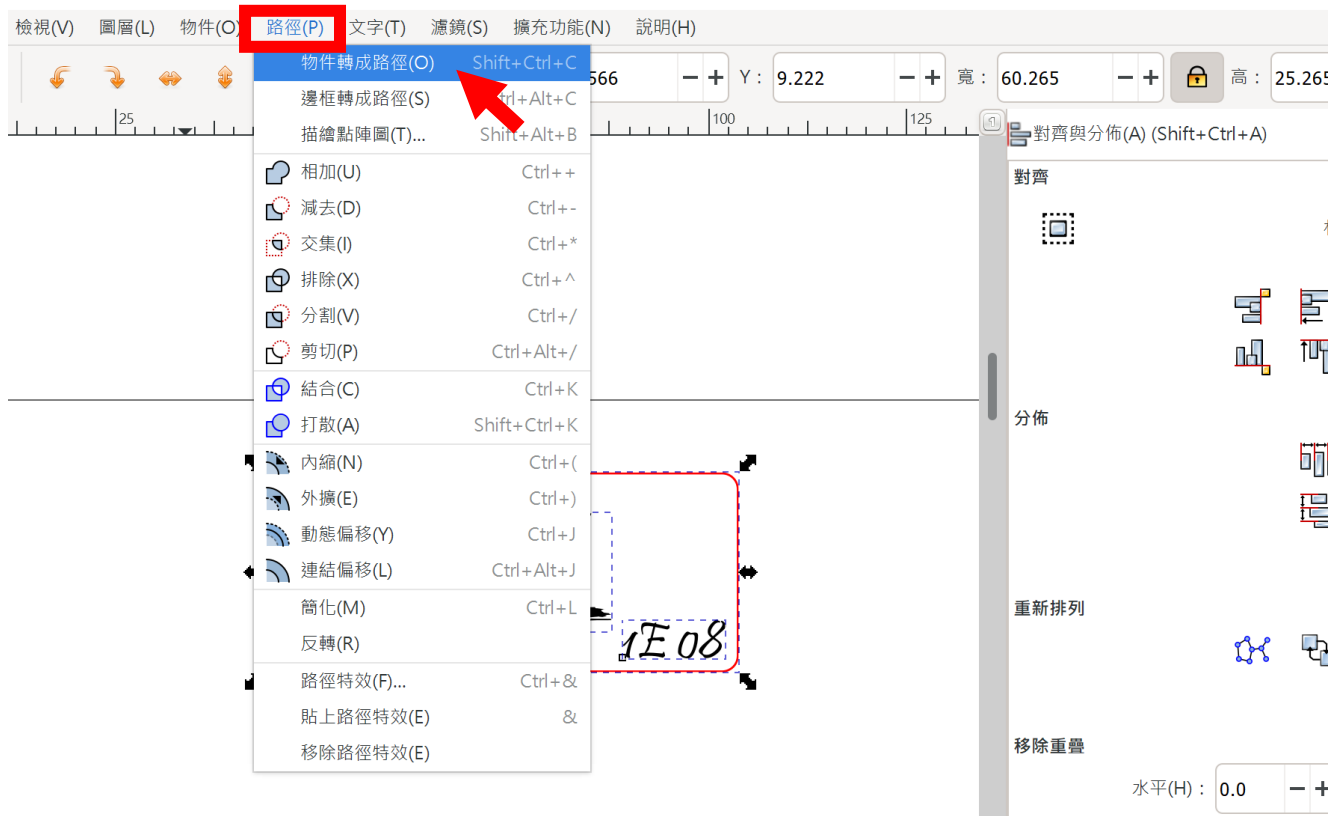 檢視(V) 圖層(L) 物件(O) 路徑(P) 文字(T) 濾鏡(S) 擴充功能(N) 說明(H)
566 Y： 9.222 寬： 60.265 高： 25.265
25 100 125
物件轉成路徑(O) Shift+Ctrl+C
邊框轉成路徑(S) Ctrl+Alt+C
描繪點陣圖(T)... Shift+Alt+B
相加(U) Ctrl++
減去(D) Ctrl+-
交集(I) Ctrl+*
排除(X) Ctrl+^
分割(V) Ctrl+/
剪切(P) Ctrl+Alt+/
結合(C) Ctrl+K
打散(A) Shift+Ctrl+K
內縮(N) Ctrl+(
外擴(E) Ctrl+)
動態偏移(Y) Ctrl+J
連結偏移(L) Ctrl+Alt+J
簡化(M) Ctrl+L
反轉(R)
路徑特效(F)... Ctrl+&
貼上路徑特效(E) &
移除路徑特效(E)
1E08
對齊與分佈(A) (Shift+Ctrl+A)
對齊
分佈
重新排列
移除重疊
水平(H)： 0.0